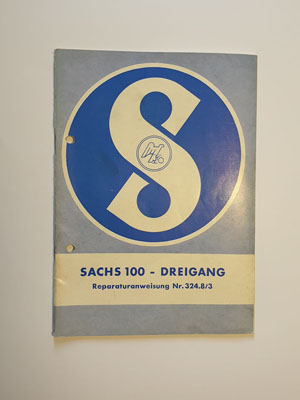 S
SACHS 100 - DREIGANG
Reparaturanweisung Nr. 324.8/3